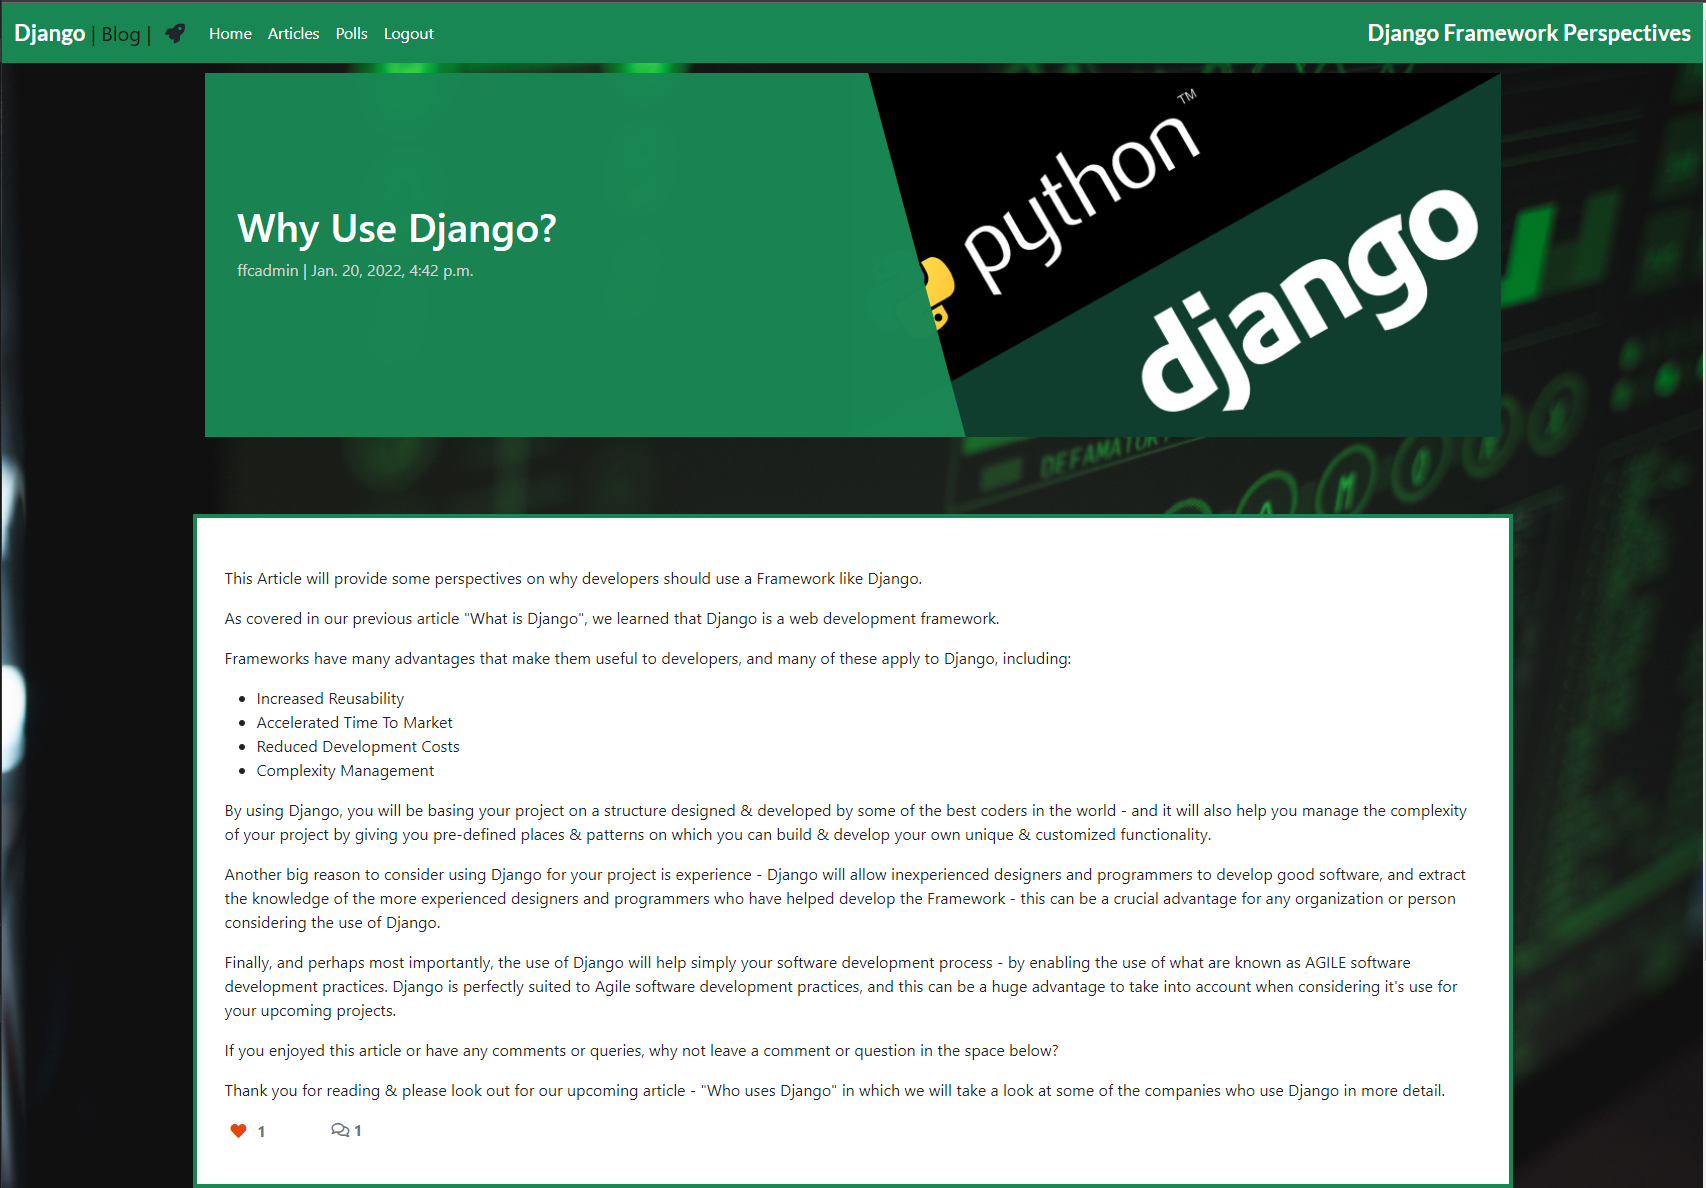 Django | Blog | Home Articles Polls Logout Django Framework Perspectives
Why Use Django?
ffcadmin | Jan. 20, 2022, 4:42 p.m.
python™
django
DEFAMATOR
This Article will provide some perspectives on why developers should use a Framework like Django.
As covered in our previous article "What is Django", we learned that Django is a web development framework.
Frameworks have many advantages that make them useful to developers, and many of these apply to Django, including:
• Increased Reusability
• Accelerated Time To Market
• Reduced Development Costs
• Complexity Management
By using Django, you will be basing your project on a structure designed & developed by some of the best coders in the world - and it will also help you manage the complexity
of your project by giving you pre-defined places & patterns on which you can build & develop your own unique & customized functionality.
Another big reason to consider using Django for your project is experience - Django will allow inexperienced designers and programmers to develop good software, and extract
the knowledge of the more experienced designers and programmers who have helped develop the Framework - this can be a crucial advantage for any organization or person
considering the use of Django.
Finally, and perhaps most importantly, the use of Django will help simply your software development process - by enabling the use of what are known as AGILE software
development practices. Django is perfectly suited to Agile software development practices, and this can be a huge advantage to take into account when considering it's use for
your upcoming projects.
If you enjoyed this article or have any comments or queries, why not leave a comment or question in the space below?
Thank you for reading & please look out for our upcoming article - "Who uses Django" in which we will take a look at some of the companies who use Django in more detail.
1 1